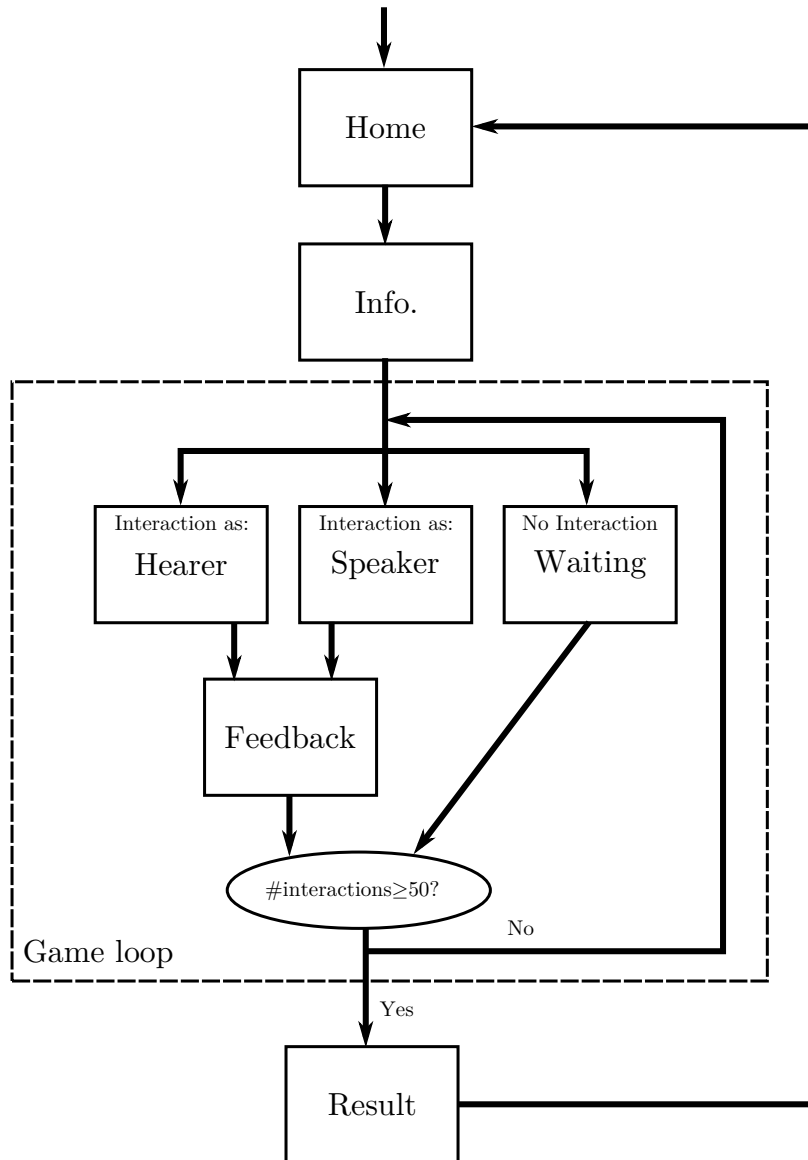 Home
Info.
Interaction as:
Hearer
Interaction as:
Speaker
No Interaction
Waiting
Feedback
#interactions≥50?
No
Game loop
Yes
Result